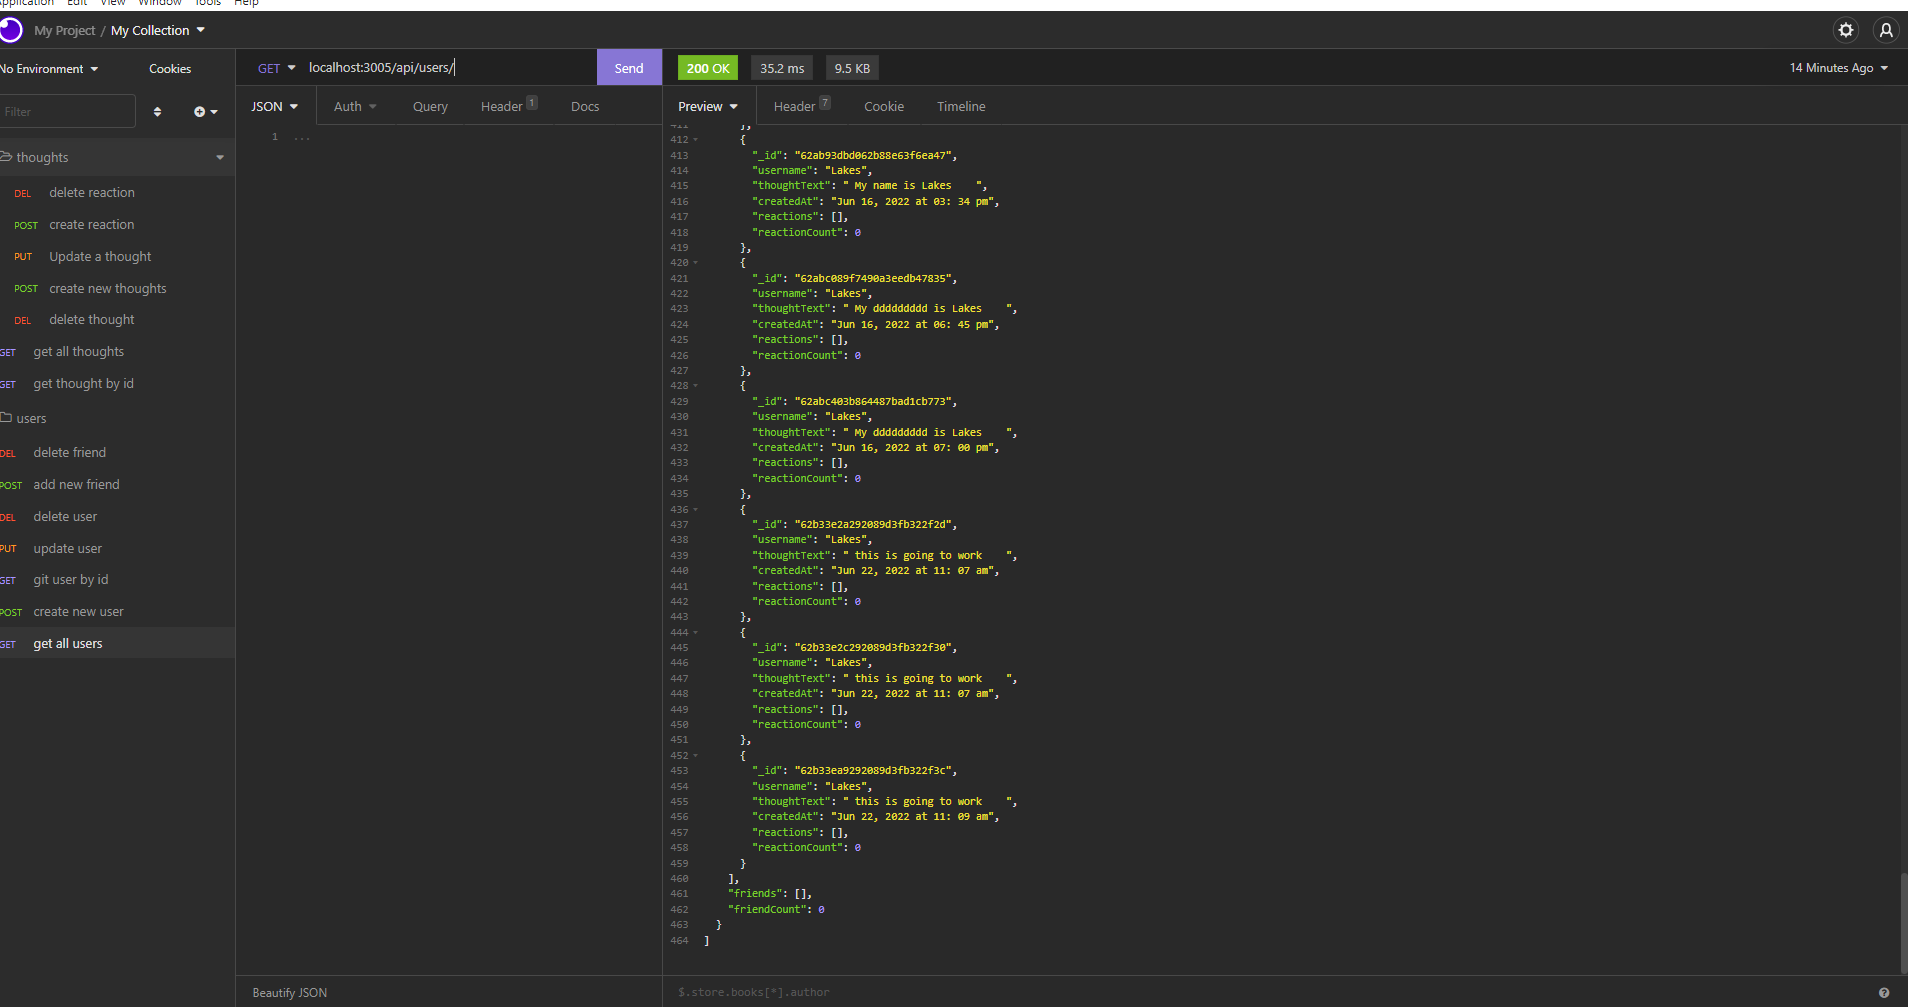 Application Edit View Window Tools Help
My Project / My Collection
No Environment Cookies
GET localhost:3005/api/users/ Send
200 OK 35.2 ms 9.5 KB 14 Minutes Ago
Filter
JSON Auth Query Header 1 Docs
Preview Header 7 Cookie Timeline
thoughts
DEL delete reaction
POST create reaction
PUT Update a thought
POST create new thoughts
DEL delete thought
GET get all thoughts
GET get thought by id
users
DEL delete friend
POST add new friend
DEL delete user
PUT update user
GET git user by id
POST create new user
GET get all users
1 ...
411 },
412 {
413 "_id": "62ab93dbd062b88e63f6ea47",
414 "username": "Lakes",
415 "thoughtText": " My name is Lakes    ",
416 "createdAt": "Jun 16, 2022 at 03: 34 pm",
417 "reactions": [],
418 "reactionCount": 0
419 },
420 {
421 "_id": "62abc089f7490a3eedb47835",
422 "username": "Lakes",
423 "thoughtText": " My ddddddddd is Lakes    ",
424 "createdAt": "Jun 16, 2022 at 06: 45 pm",
425 "reactions": [],
426 "reactionCount": 0
427 },
428 {
429 "_id": "62abc403b864487bad1cb773",
430 "username": "Lakes",
431 "thoughtText": " My ddddddddd is Lakes    ",
432 "createdAt": "Jun 16, 2022 at 07: 00 pm",
433 "reactions": [],
434 "reactionCount": 0
435 },
436 {
437 "_id": "62b33e2a292089d3fb322f2d",
438 "username": "Lakes",
439 "thoughtText": " this is going to work    ",
440 "createdAt": "Jun 22, 2022 at 11: 07 am",
441 "reactions": [],
442 "reactionCount": 0
443 },
444 {
445 "_id": "62b33e2c292089d3fb322f30",
446 "username": "Lakes",
447 "thoughtText": " this is going to work    ",
448 "createdAt": "Jun 22, 2022 at 11: 07 am",
449 "reactions": [],
450 "reactionCount": 0
451 },
452 {
453 "_id": "62b33ea9292089d3fb322f3c",
454 "username": "Lakes",
455 "thoughtText": " this is going to work    ",
456 "createdAt": "Jun 22, 2022 at 11: 09 am",
457 "reactions": [],
458 "reactionCount": 0
459 }
460 ],
461 "friends": [],
462 "friendCount": 0
463 }
464 ]
Beautify JSON
$.store.books[*].author